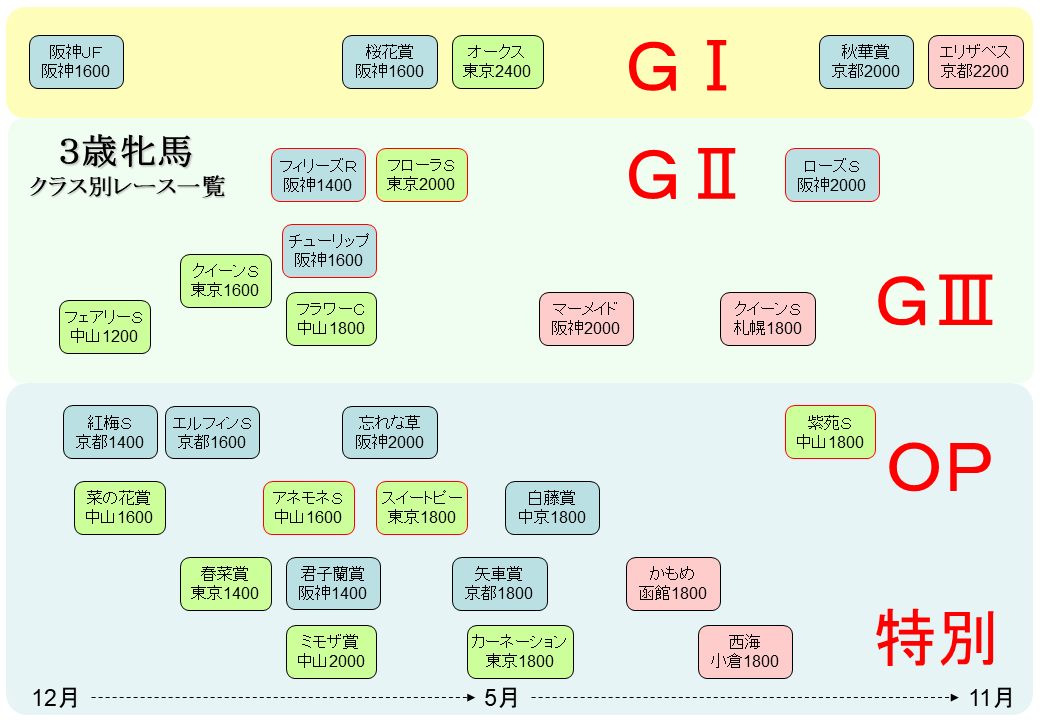 阪神JF
阪神1600
桜花賞
阪神1600
オークス
東京2400
GⅠ
秋華賞
京都2000
エリザベス
京都2200
3歳牝馬
クラス別レース一覧
フィリーズR
阪神1400
フローラS
東京2000
GⅡ
ローズS
阪神2000
チューリップ
阪神1600
クイーンS
東京1600
フラワーC
中山1800
フェアリーS
中山1200
マーメイド
阪神2000
クイーンS
札幌1800
GⅢ
紅梅S
京都1400
エルフィンS
京都1600
忘れな草
阪神2000
紫苑S
中山1800
OP
菜の花賞
中山1600
アネモネS
中山1600
スイートピー
東京1800
白藤賞
中京1800
春菜賞
東京1400
君子蘭賞
阪神1400
矢車賞
京都1800
かもめ
函館1800
特別
ミモザ賞
中山2000
カーネーション
東京1800
西海
小倉1800
12月
5月
11月